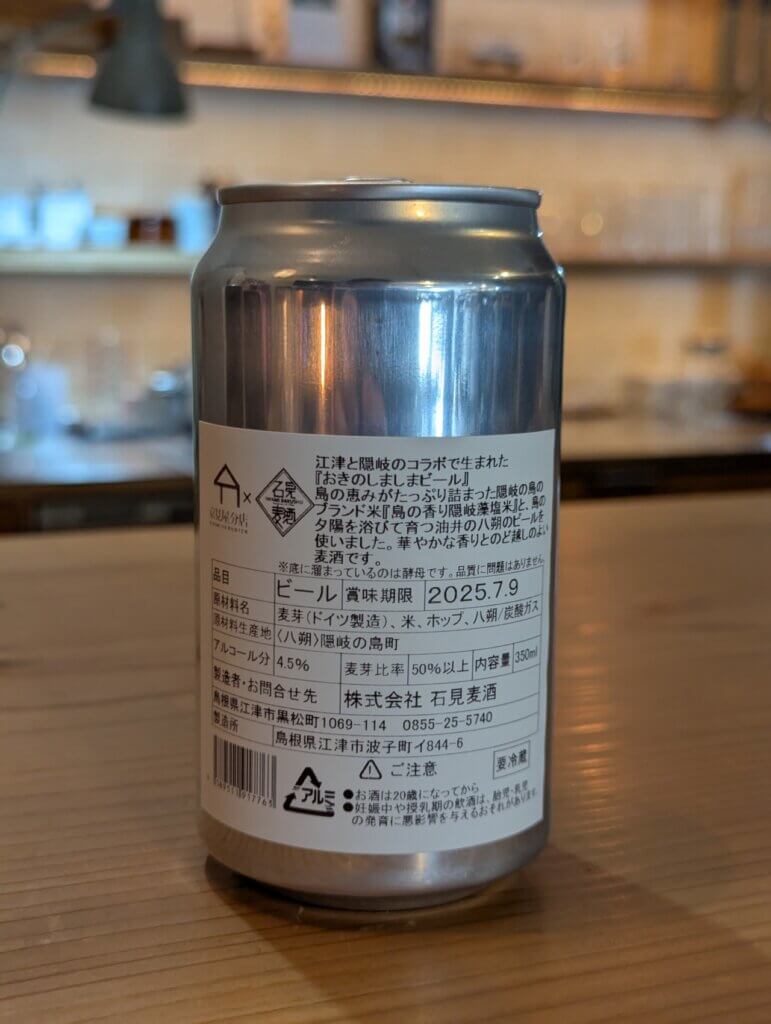 江津と隠岐のコラボで生まれた
『おきのしましまビール』
島の恵みがたっぷり詰まった隠岐の島の
ブランド米『島の香り隠岐藻塩米』と、島の
夕陽を浴びて育つ油井の八朔のピールを
使いました。華やかな香りとのど越しのよい
麦酒です。
×
石見
麦酒
※底に溜まっているのは酵母です。品質に問題はありません。
品目 ビール 賞味期限 2025.7.9
原材料名 麦芽(ドイツ製造)、米、ホップ、八朔/炭酸ガス
原材料生産地 〈八朔〉隠岐の島町
アルコール分 4.5% 麦芽比率 50%以上 内容量 350ml
製造者・お問合せ先 株式会社 石見麦酒
島根県江津市黒松町1069-114 0855-25-5740
製造所 島根県江津市波子町イ844-6
ご注意 要冷蔵
アルミ
●お酒は20歳になってから
●妊娠中や授乳期の飲酒は、胎児・乳児
の発育に悪影響を与えるおそれがあります。